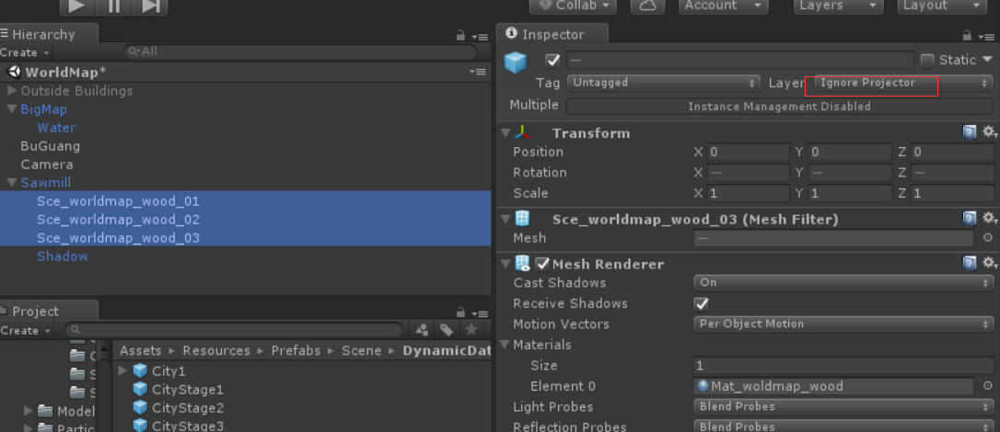 Collab
Account
Layers
Layout
Hierarchy
Create
All
WorldMap*
Outside Buildings
BigMap
Water
BuGuang
Camera
Sawmill
Sce_worldmap_wood_01
Sce_worldmap_wood_02
Sce_worldmap_wood_03
Shadow
Project
Create
Model
Partic
Assets ▸ Resources ▸ Prefabs ▸ Scene ▸ DynamicDat
City1
CityStage1
CityStage2
CityStage3
Inspector
— Static
Tag Untagged Layer Ignore Projector
Multiple Instance Management Disabled
Transform
Position X 0 Y 0 Z 0
Rotation X — Y — Z —
Scale X 1 Y 1 Z 1
Sce_worldmap_wood_03 (Mesh Filter)
Mesh —
Mesh Renderer
Cast Shadows On
Receive Shadows
Motion Vectors Per Object Motion
Materials
Size 1
Element 0 Mat_woldmap_wood
Light Probes Blend Probes
Reflection Probes Blend Probes